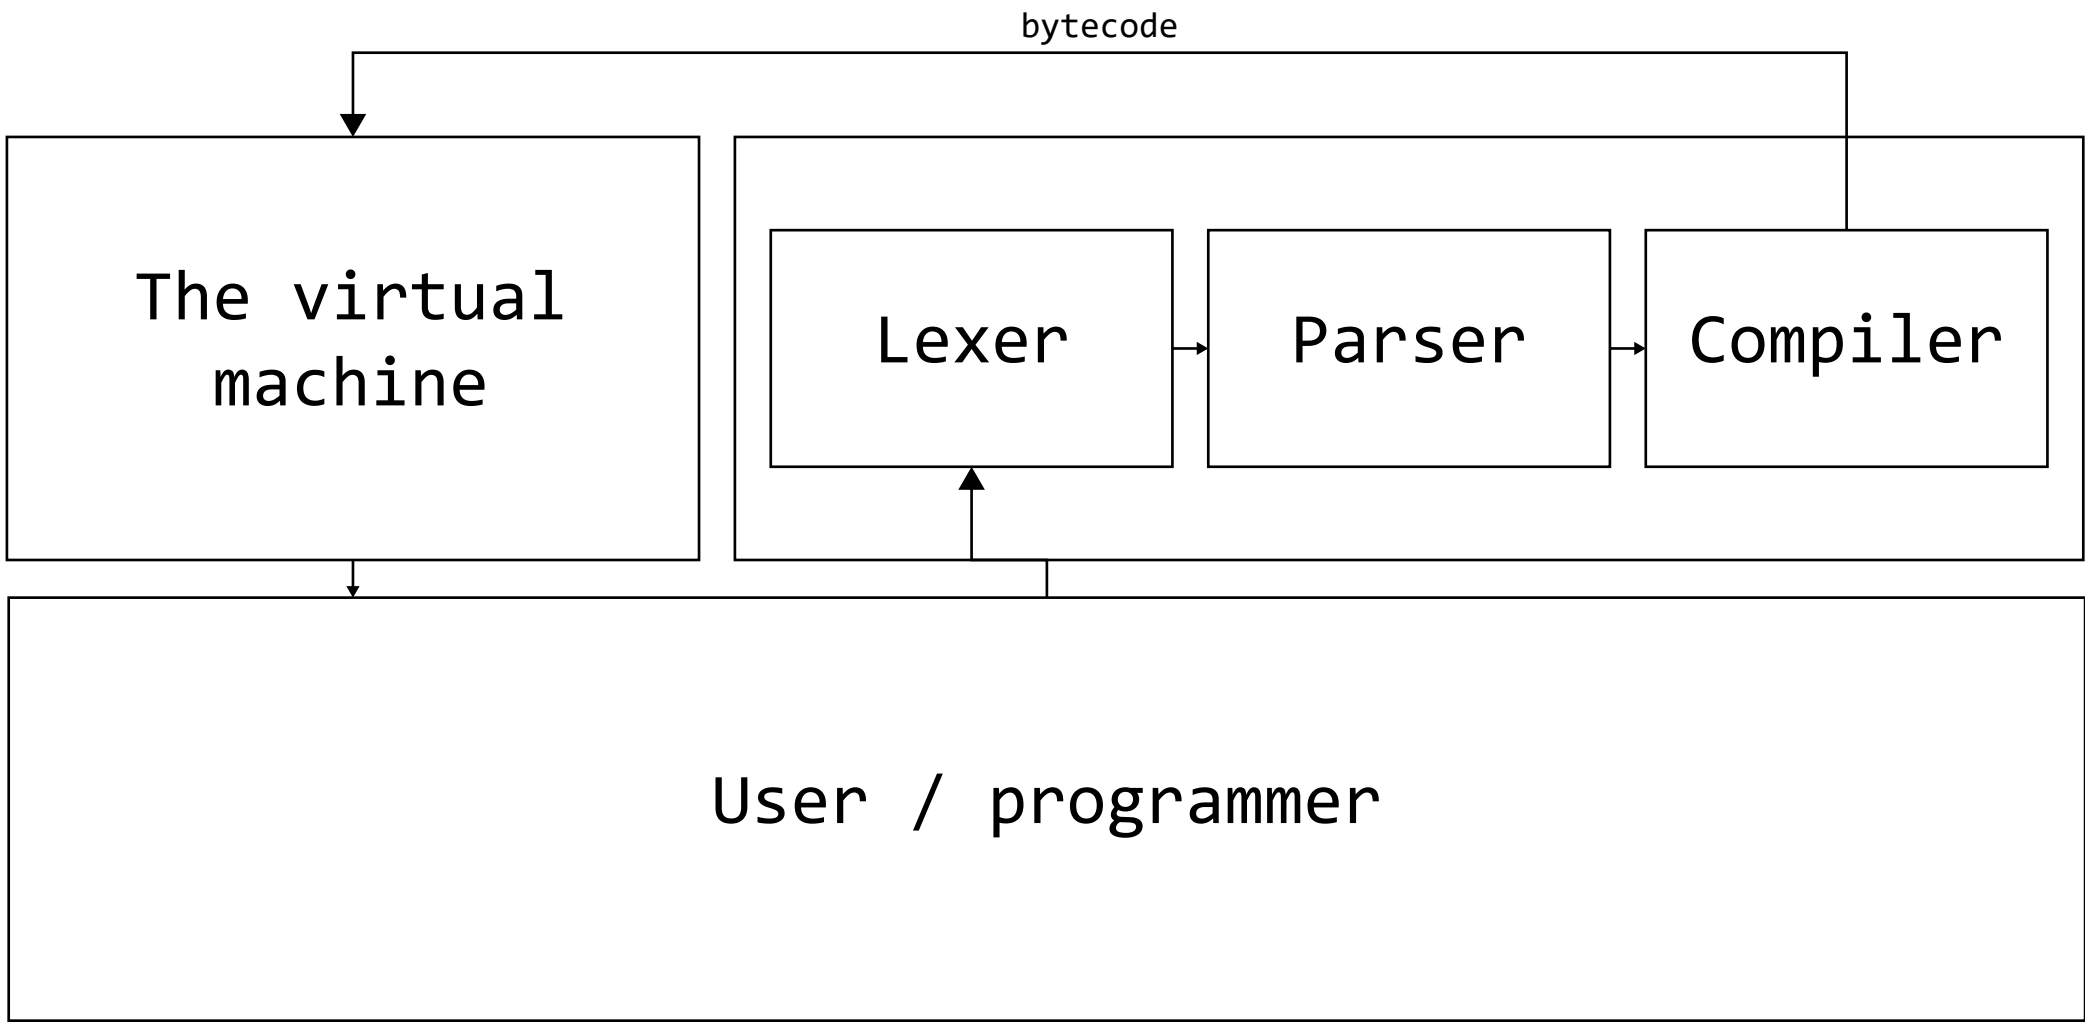 bytecode
The virtual
machine
Lexer
Parser
Compiler
User / programmer